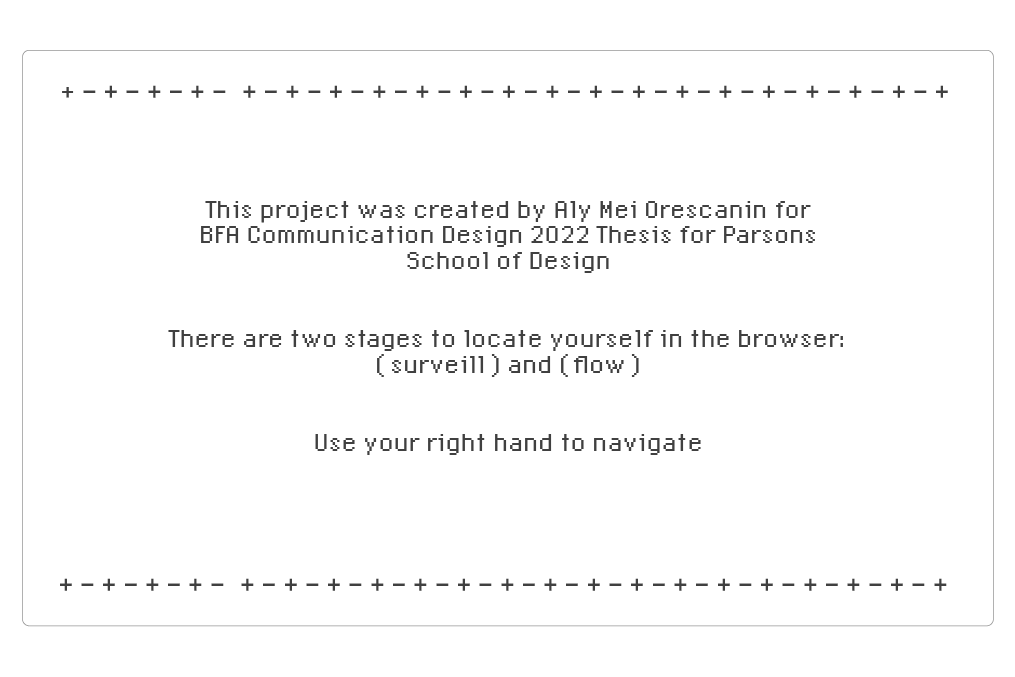 + - + - + - + -  + - + - + - + - + - + - + - + - + - + - + - + - + - + - + - + - +
This project was created by Aly Mei Orescanin for
BFA Communication Design 2022 Thesis for Parsons
School of Design
There are two stages to locate yourself in the browser:
( surveill ) and ( flow )
Use your right hand to navigate
+ - + - + - + -  + - + - + - + - + - + - + - + - + - + - + - + - + - + - + - + - +